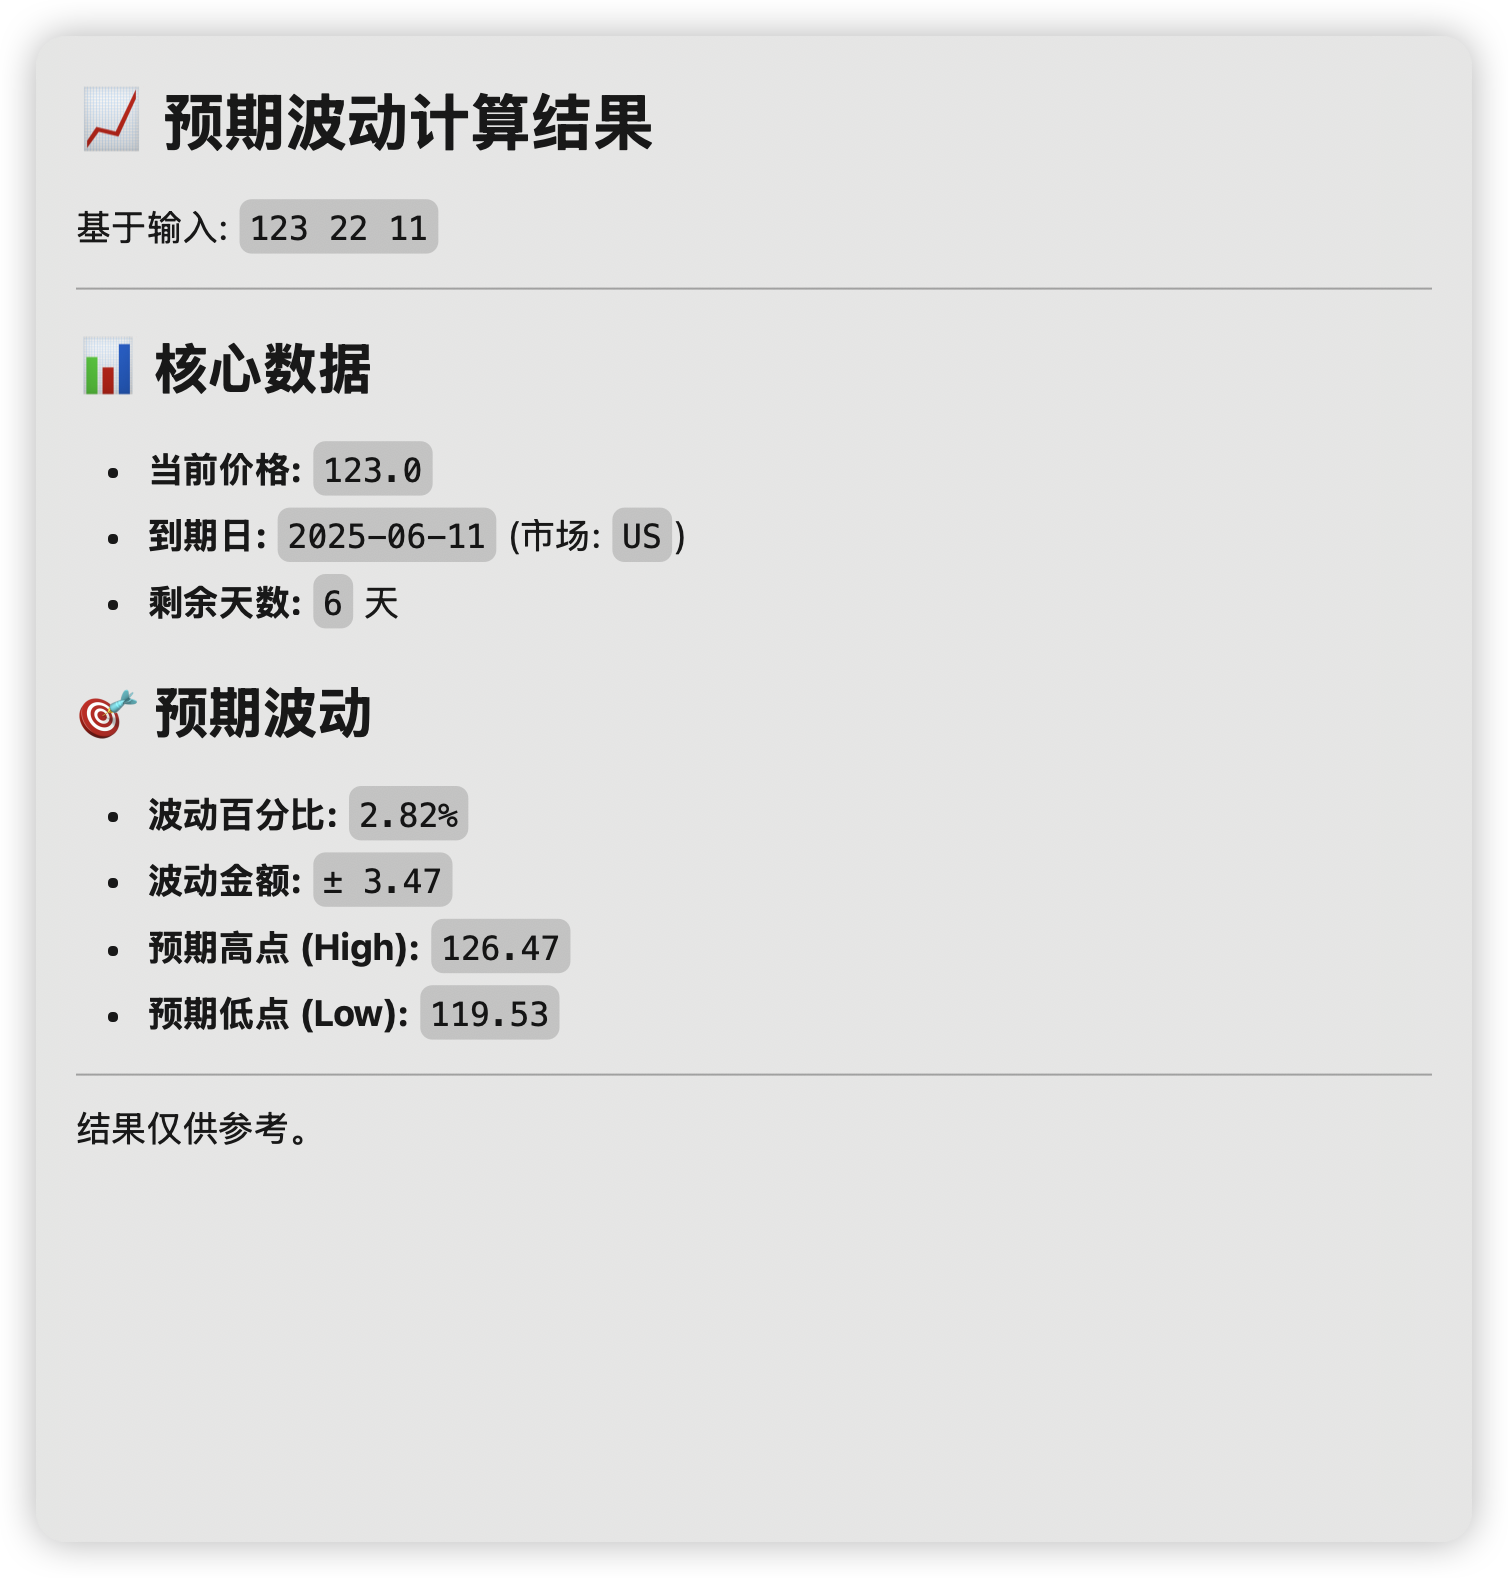 预期波动计算结果
基于输入: 123 22 11
核心数据
当前价格: 123.0
到期日: 2025-06-11 (市场: US)
剩余天数: 6 天
预期波动
波动百分比: 2.82%
波动金额: ± 3.47
预期高点 (High): 126.47
预期低点 (Low): 119.53
结果仅供参考。